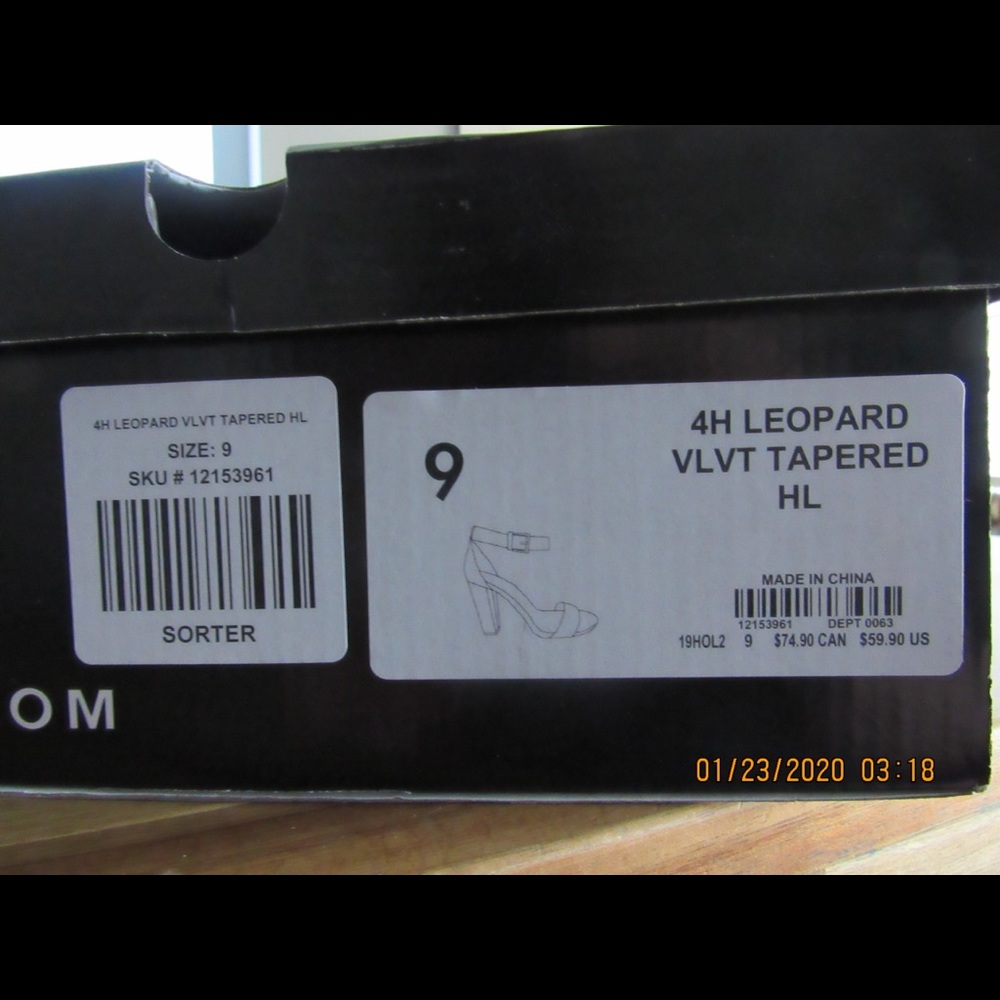 4H LEOPARD VLVT TAPERED HL
SIZE: 9
SKU # 12153961
SORTER
9
4H LEOPARD
VLVT TAPERED
HL
MADE IN CHINA
12153961 DEPT 0063
19HOL2 9 $74.90 CAN $59.90 US
OM
01/23/2020 03:18